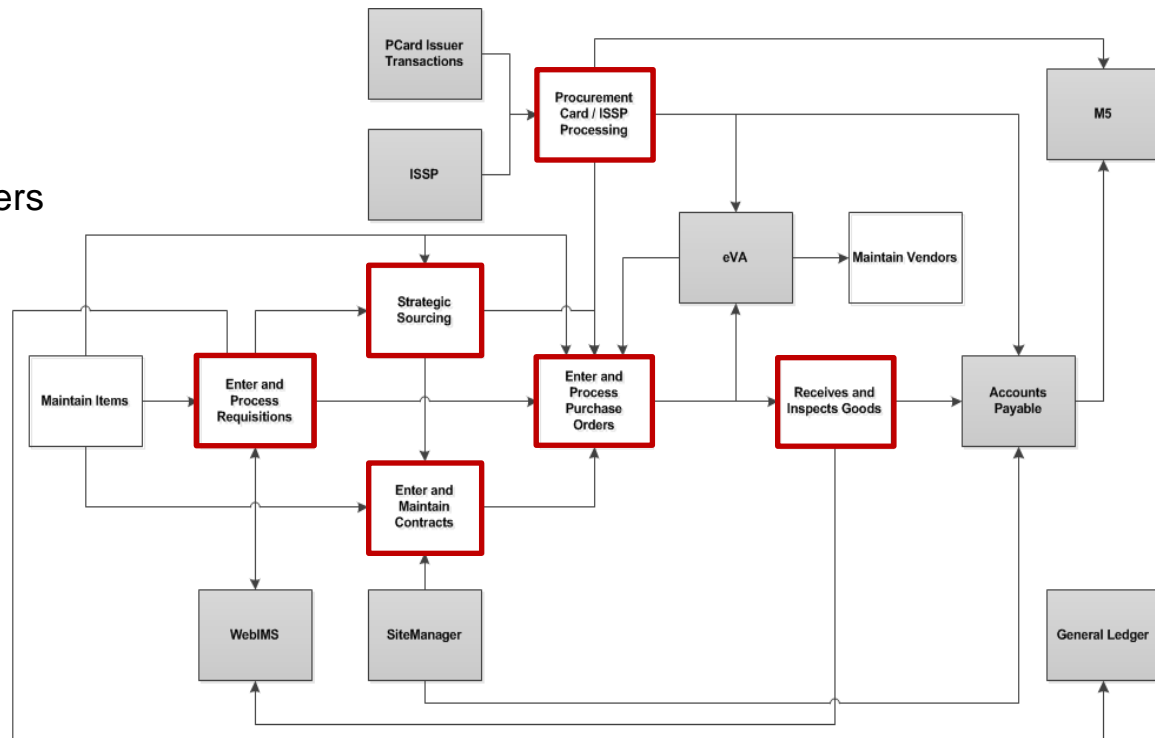 PCard Issuer
Transactions
Procurement
Card / ISSP
Processing
M5
ISSP
ers
eVA
Maintain Vendors
Strategic
Sourcing
Maintain Items
Enter and
Process
Requisitions
Enter and
Process
Purchase
Orders
Receives and
Inspects Goods
Accounts
Payable
Enter and
Maintain
Contracts
WebIMS
SiteManager
General Ledger